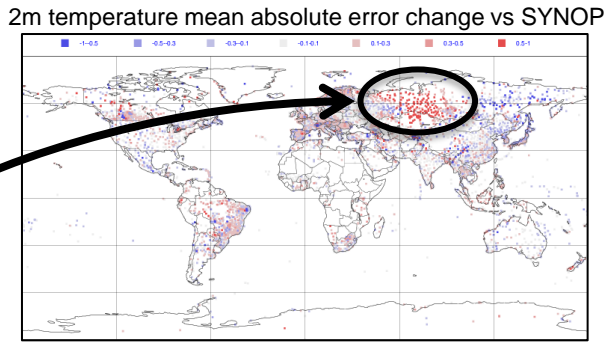 2m temperature mean absolute error change vs SYNOP
-1--0.5 -0.5--0.3 -0.3--0.1 -0.1-0.1 0.1-0.3 0.3-0.5 0.5-1